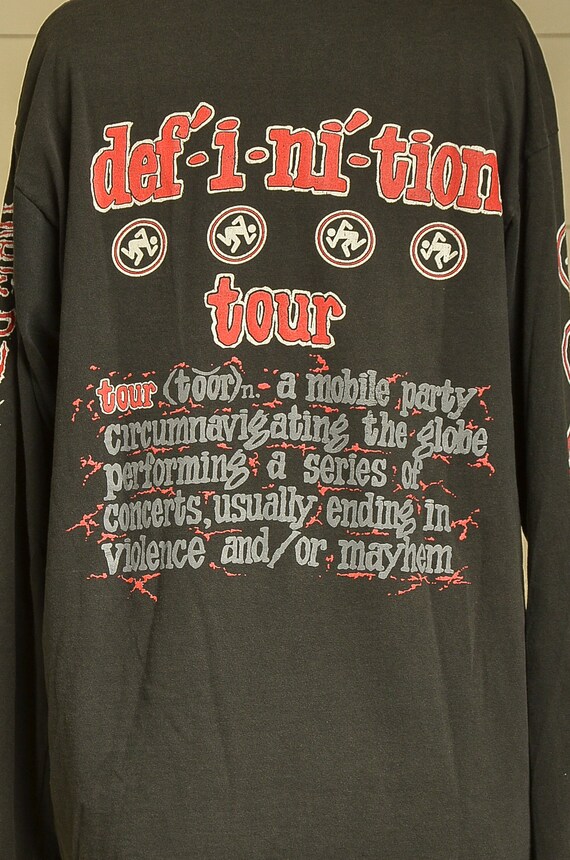 def´-i-ni´-tion
tour
tour (tŏŏr)n. a mobile party
circumnavigating the globe
performing a series of
concerts, usually ending in
violence and/or mayhem